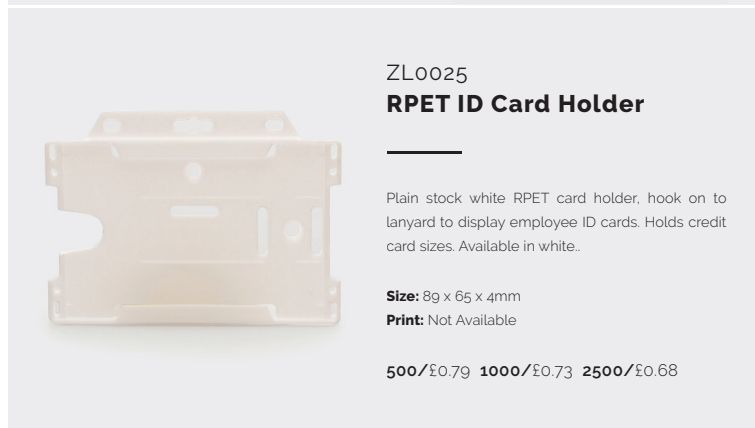 ZL0025
RPET ID Card Holder
Plain stock white RPET card holder, hook on to
lanyard to display employee ID cards. Holds credit
card sizes. Available in white..
Size: 89 x 65 x 4mm
Print: Not Available
500/£0.79 1000/£0.73 2500/£0.68